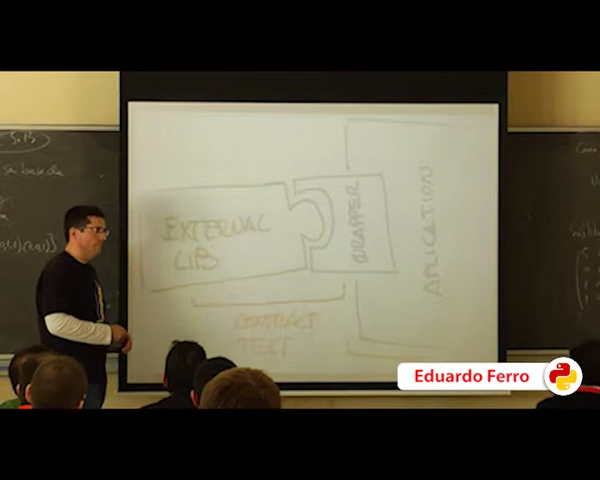 EXTERNAL
LIB
WRAPPER
APLICATION
CONTRACT
TEST
Eduardo Ferro